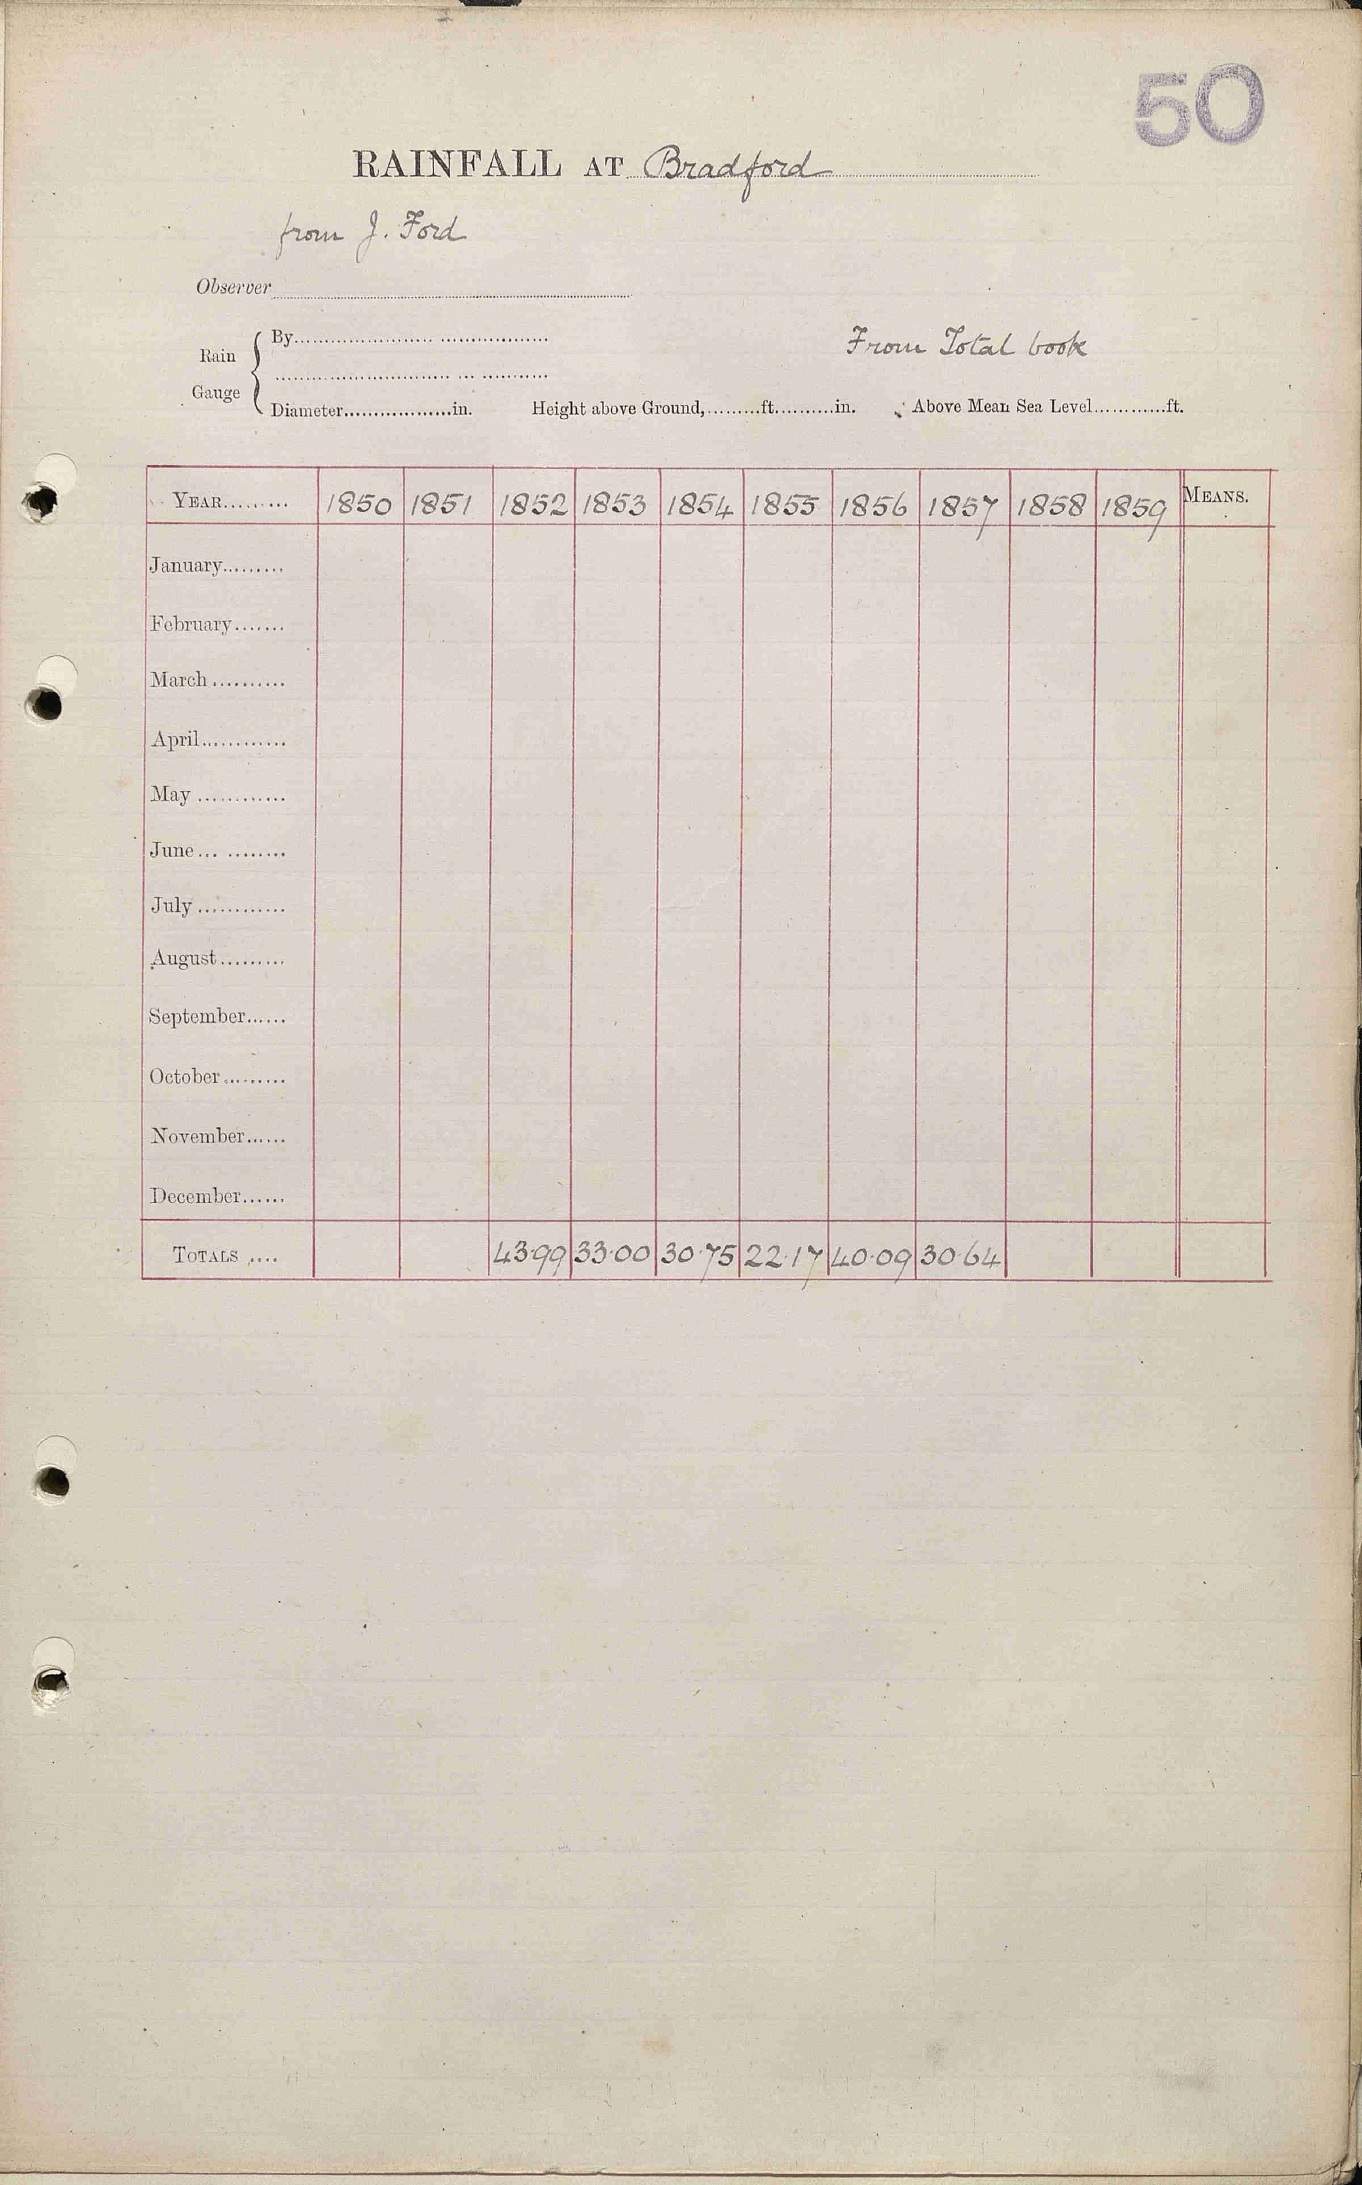 50
RAINFALL AT Bradford
from J. Ford
Observer
Rain Gauge
By
From Total book
Diameter in. Height above Ground, ft. in. Above Mean Sea Level ft.
YEAR 1850 1851 1852 1853 1854 1855 1856 1857 1858 1859 MEANS.
January
February
March
April
May
June
July
August
September
October
November
December
TOTALS 43.99 33.00 30.75 22.17 40.09 30.64